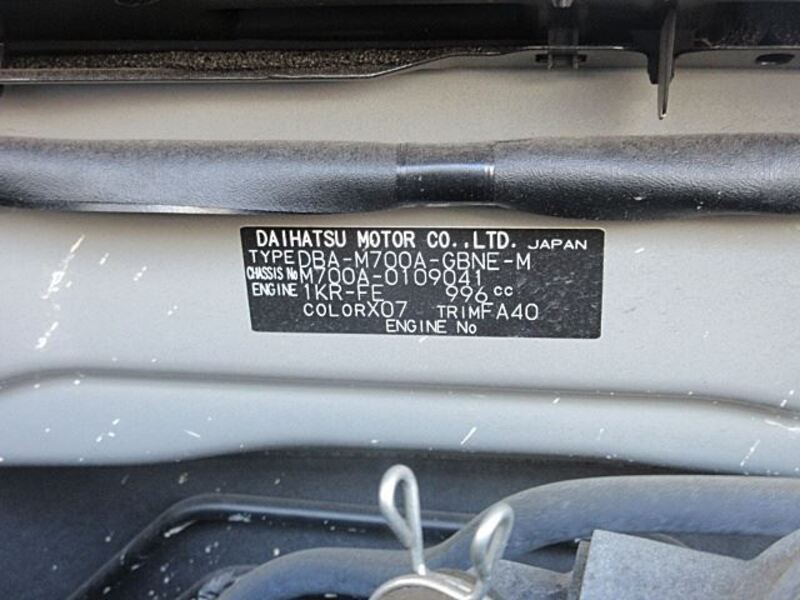 DAIHATSU MOTOR CO.,LTD. JAPAN
TYPE DBA-M700A-GBNE-M
CHASSIS No M700A-0109041
ENGINE 1KR-FE 996 cc
COLOR X07 TRIM FA40
ENGINE No